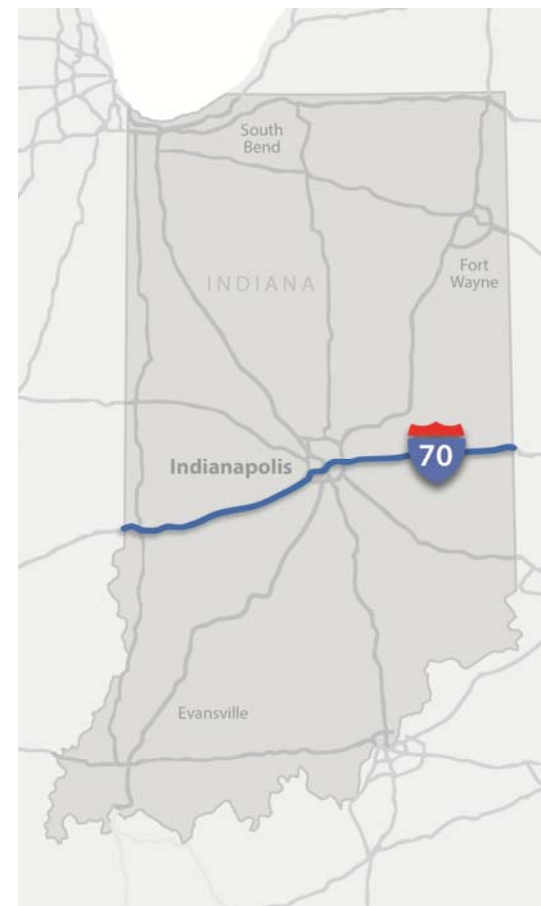 South
Bend
Fort
Wayne
INDIANA
Indianapolis
70
Evansville